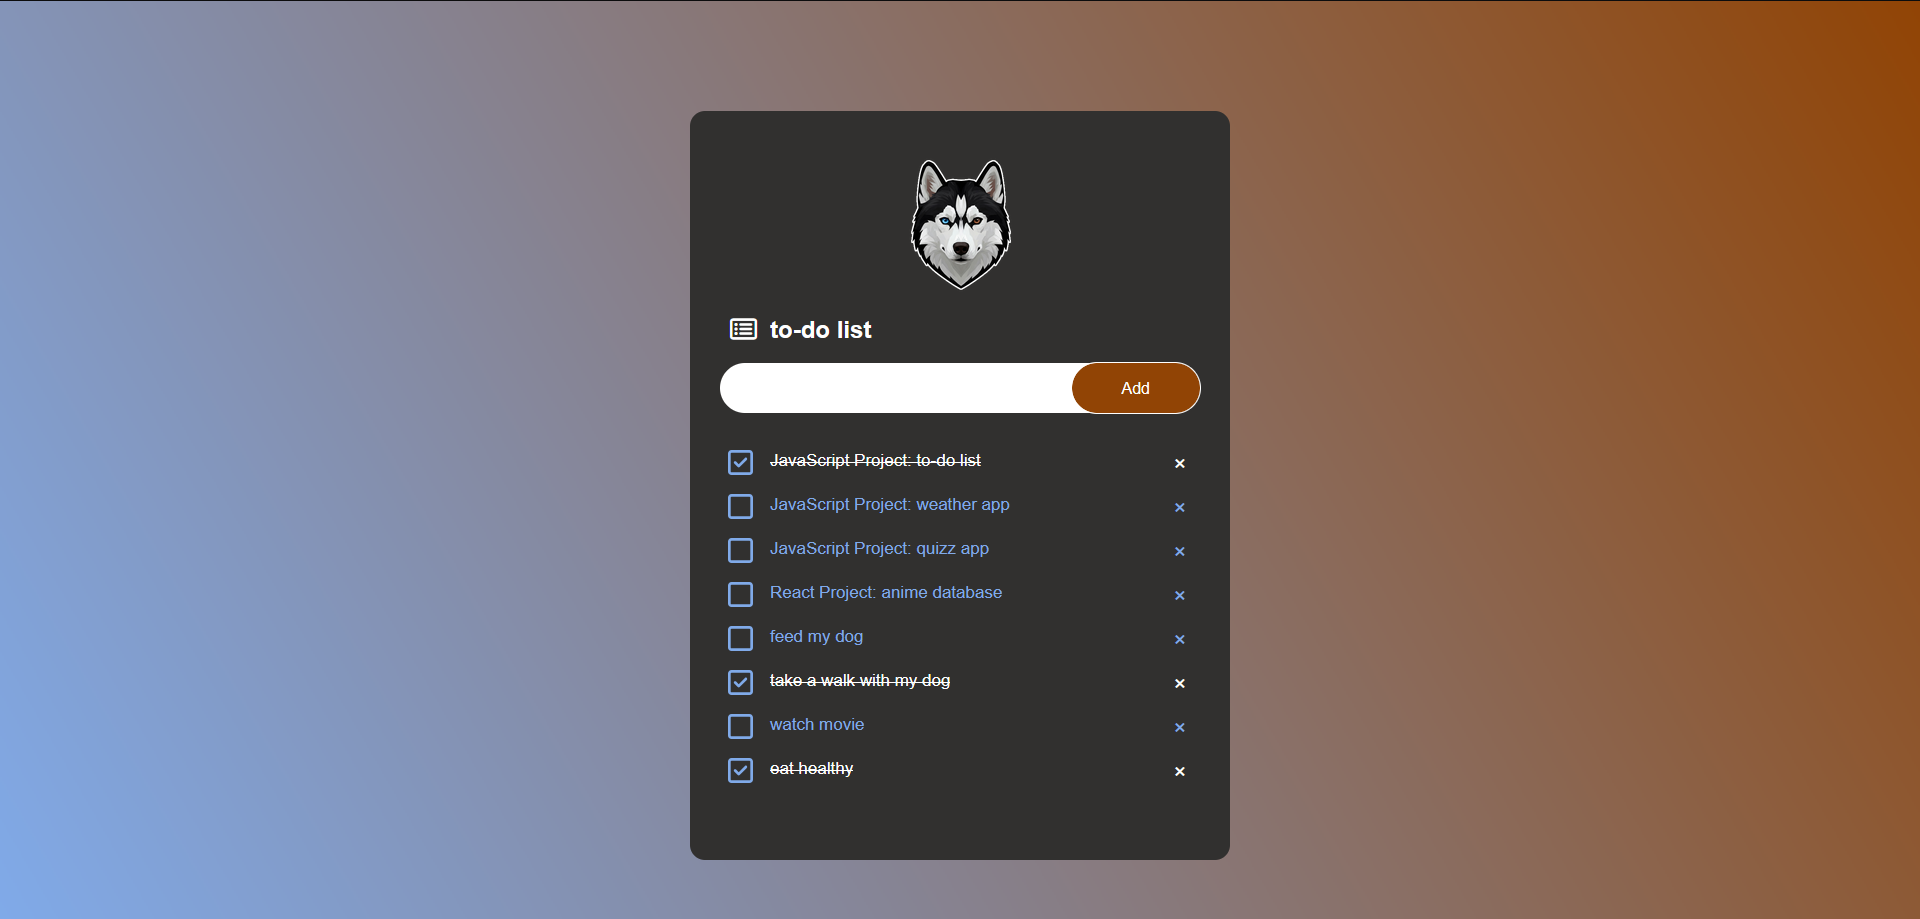 to-do list
Add
JavaScript Project: to-do list ×
JavaScript Project: weather app ×
JavaScript Project: quizz app ×
React Project: anime database ×
feed my dog ×
take a walk with my dog ×
watch movie ×
eat healthy ×